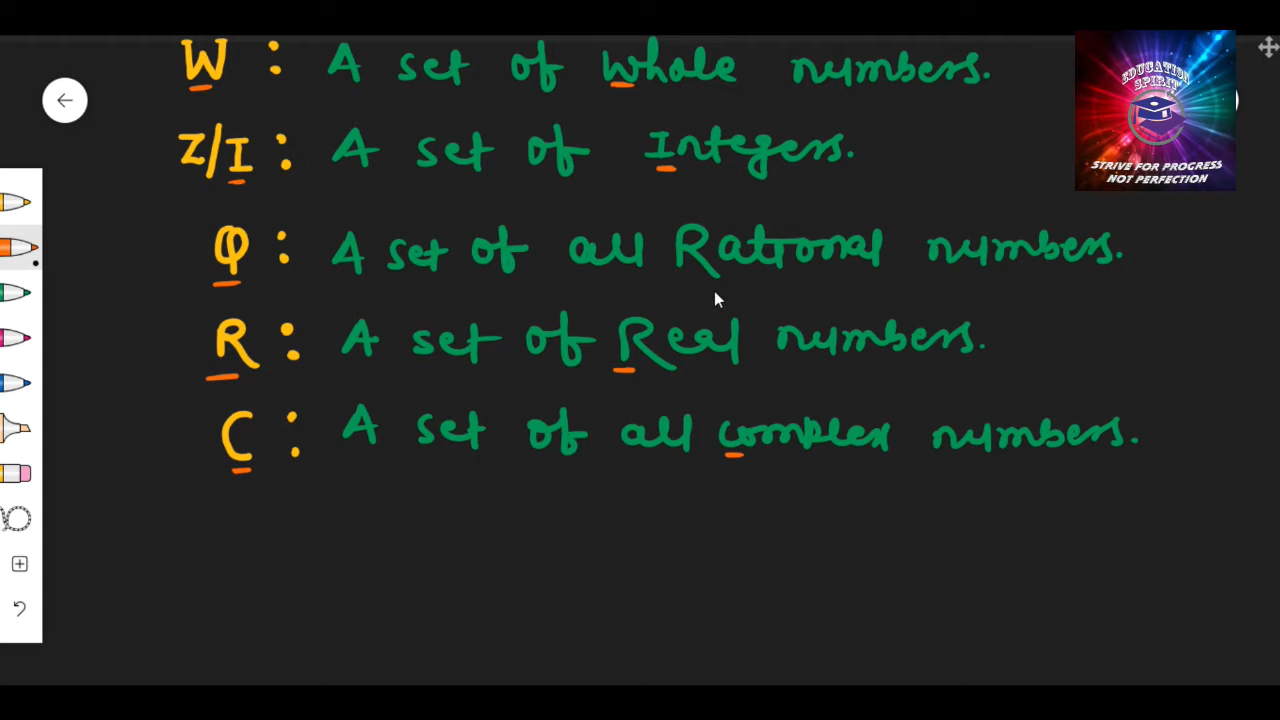 W : A set of whole numbers.
Z/I : A set of Integers.
Q : A set of all Rational numbers.
R : A set of Real numbers.
C : A set of all complex numbers.
EDUCATION
SPIRIT
STRIVE FOR PROGRESS
NOT PERFECTION